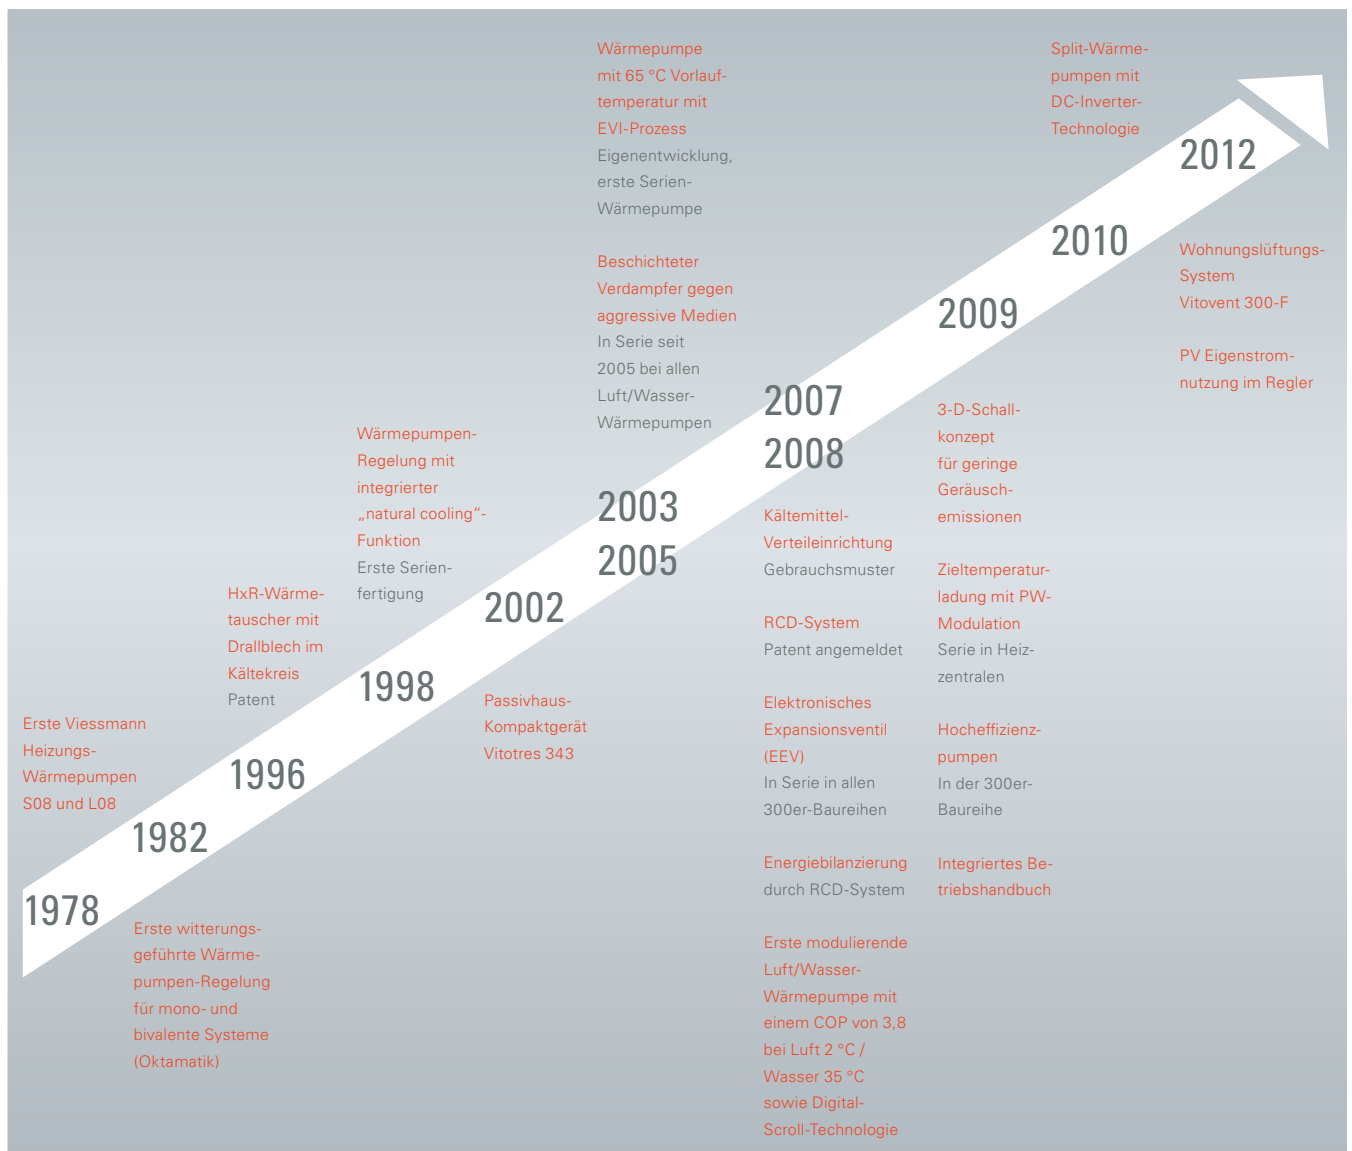 Erste Viessmann
Heizungs-
Wärmepumpen
S08 und L08
1978
1982
Erste witterungs-
geführte Wärme-
pumpen-Regelung
für mono- und
bivalente Systeme
(Oktamatik)
HxR-Wärme-
tauscher mit
Drallblech im
Kältekreis
Patent
1996
Wärmepumpen-
Regelung mit
integrierter
„natural cooling“-
Funktion
Erste Serien-
fertigung
1998
2002
Passivhaus-
Kompaktgerät
Vitotres 343
Wärmepumpe
mit 65 °C Vorlauf-
temperatur mit
EVI-Prozess
Eigenentwicklung,
erste Serien-
Wärmepumpe
Beschichteter
Verdampfer gegen
aggressive Medien
In Serie seit
2005 bei allen
Luft/Wasser-
Wärmepumpen
2003
2005
2007
2008
Kältemittel-
Verteileinrichtung
Gebrauchsmuster
RCD-System
Patent angemeldet
Elektronisches
Expansionsventil
(EEV)
In Serie in allen
300er-Baureihen
Energiebilanzierung
durch RCD-System
Erste modulierende
Luft/Wasser-
Wärmepumpe mit
einem COP von 3,8
bei Luft 2 °C /
Wasser 35 °C
sowie Digital-
Scroll-Technologie
2009
3-D-Schall-
konzept
für geringe
Geräusch-
emissionen
Zieltemperatur-
ladung mit PW-
Modulation
Serie in Heiz-
zentralen
Hocheffizienz-
pumpen
In der 300er-
Baureihe
Integriertes Be-
triebshandbuch
Split-Wärme-
pumpen mit
DC-Inverter-
Technologie
2010
2012
Wohnungslüftungs-
System
Vitovent 300-F
PV Eigenstrom-
nutzung im Regler